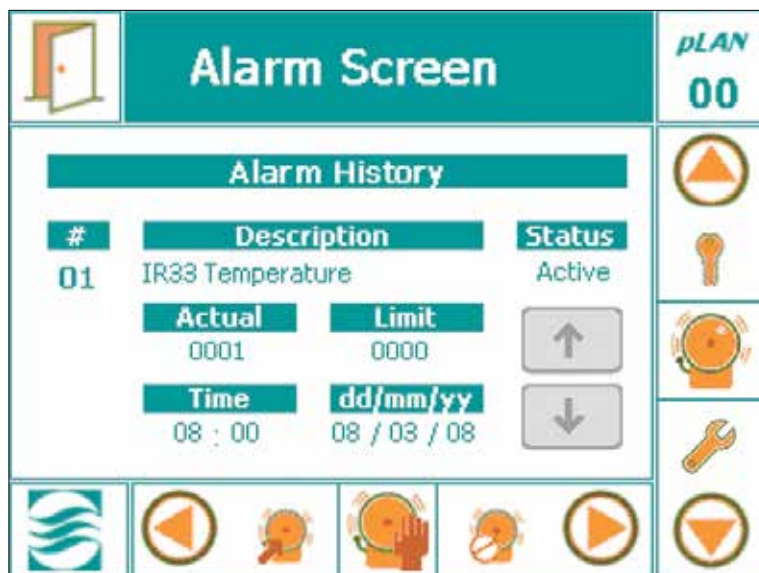 Alarm Screen
pLAN
00
Alarm History
# Description Status
01 IR33 Temperature Active
Actual Limit
0001 0000
Time dd/mm/yy
08 : 00 08 / 03 / 08